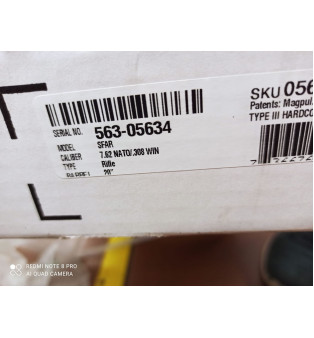 SKU 056
Patents: Magpul
TYPE III HARDCO
SERIAL NO. 563-05634
MODEL SFAR
CALIBER 7.62 NATO/.308 WIN
TYPE Rifle
20"
REDMI NOTE 8 PRO
AI QUAD CAMERA